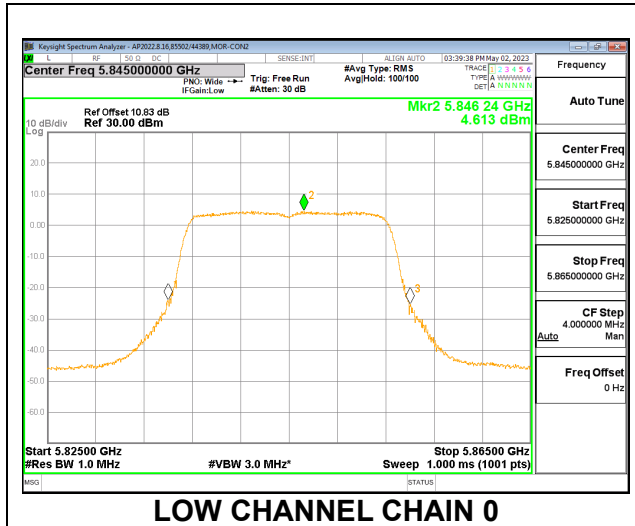 Keysight Spectrum Analyzer - AP2022.8.16,85502/44389,MOR-CON2
L RF 50 Ω DC SENSE:INT ALIGN AUTO 03:39:38 PM May 02, 2023
Center Freq 5.845000000 GHz
PNO: Wide
IFGain:Low
Trig: Free Run
#Atten: 30 dB
#Avg Type: RMS
Avg|Hold: 100/100
TRACE 1 2 3 4 5 6
TYPE A WWWWW
DET A N N N N N
Frequency
Auto Tune
Center Freq
5.845000000 GHz
Start Freq
5.825000000 GHz
Stop Freq
5.865000000 GHz
CF Step
4.000000 MHz
Auto Man
Freq Offset
0 Hz
Mkr2 5.846 24 GHz
4.613 dBm
Ref Offset 10.83 dB
Ref 30.00 dBm
10 dB/div
Log
20.0
10.0
0.00
-10.0
-20.0
-30.0
-40.0
-50.0
-60.0
2
3
Start 5.82500 GHz Stop 5.86500 GHz
#Res BW 1.0 MHz #VBW 3.0 MHz* Sweep 1.000 ms (1001 pts)
MSG STATUS
LOW CHANNEL CHAIN 0